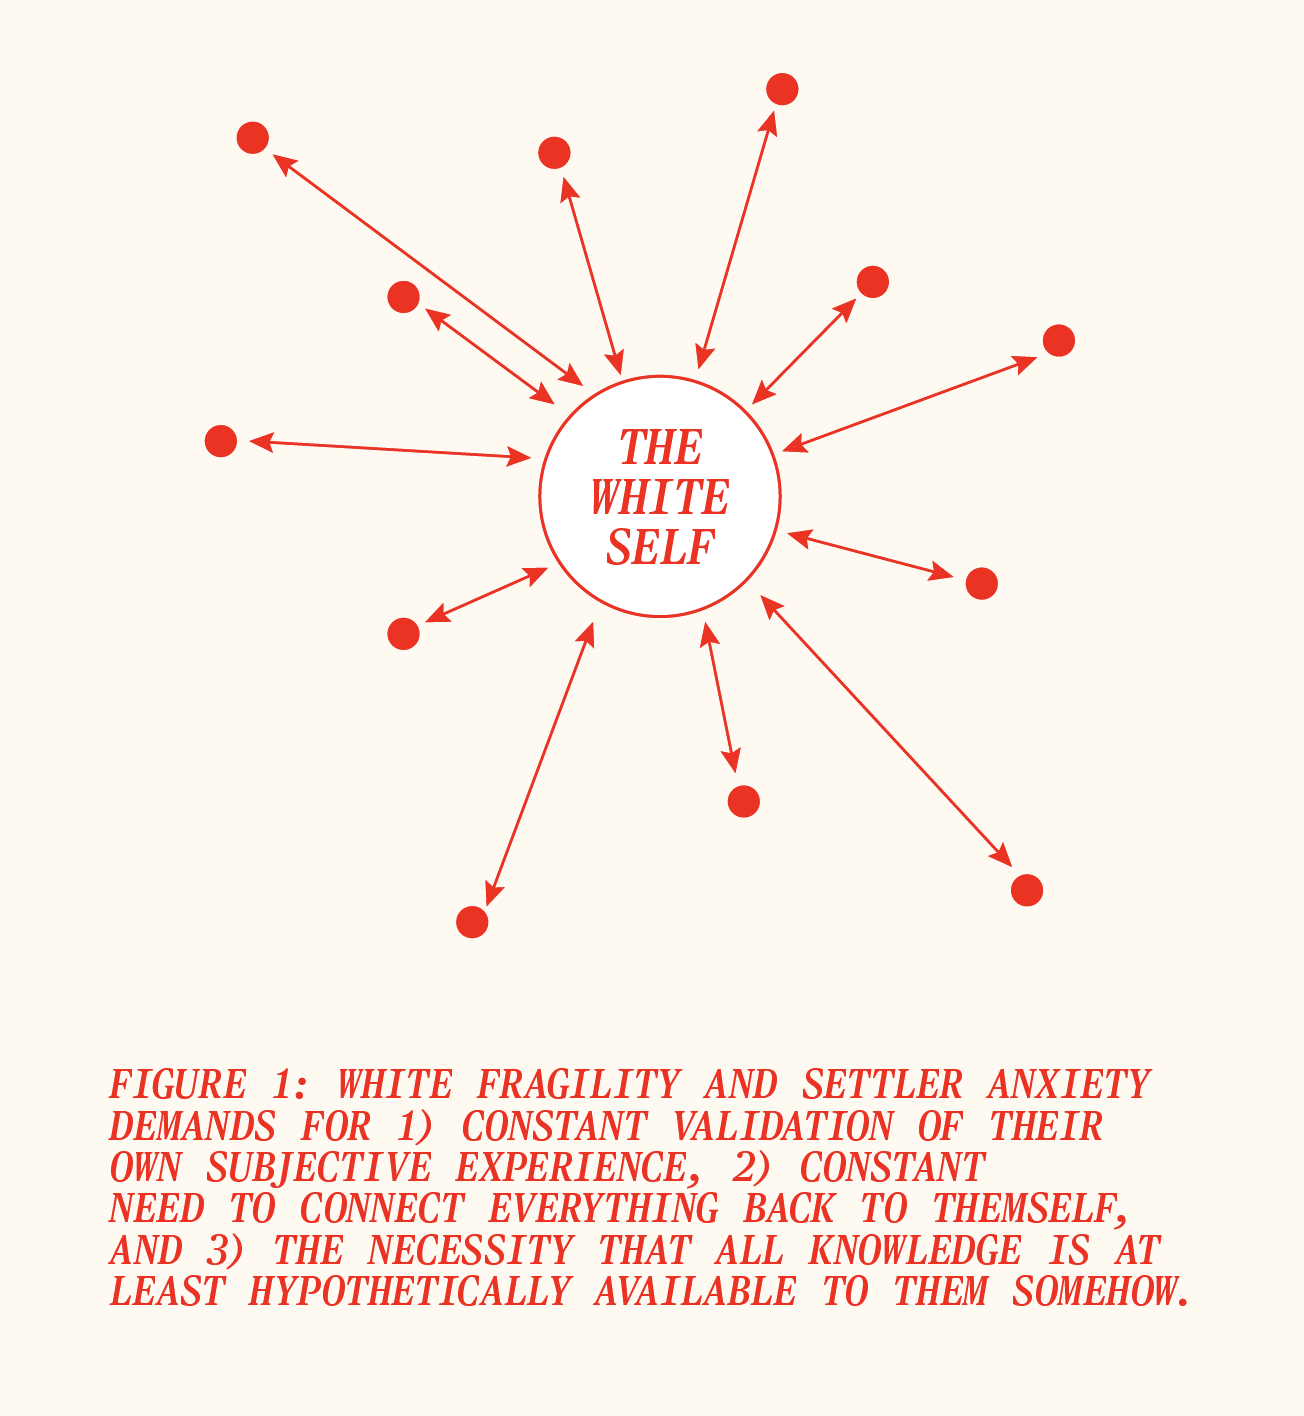 THE
WHITE
SELF
FIGURE 1: WHITE FRAGILITY AND SETTLER ANXIETY
DEMANDS FOR 1) CONSTANT VALIDATION OF THEIR
OWN SUBJECTIVE EXPERIENCE, 2) CONSTANT
NEED TO CONNECT EVERYTHING BACK TO THEMSELF,
AND 3) THE NECESSITY THAT ALL KNOWLEDGE IS AT
LEAST HYPOTHETICALLY AVAILABLE TO THEM SOMEHOW.